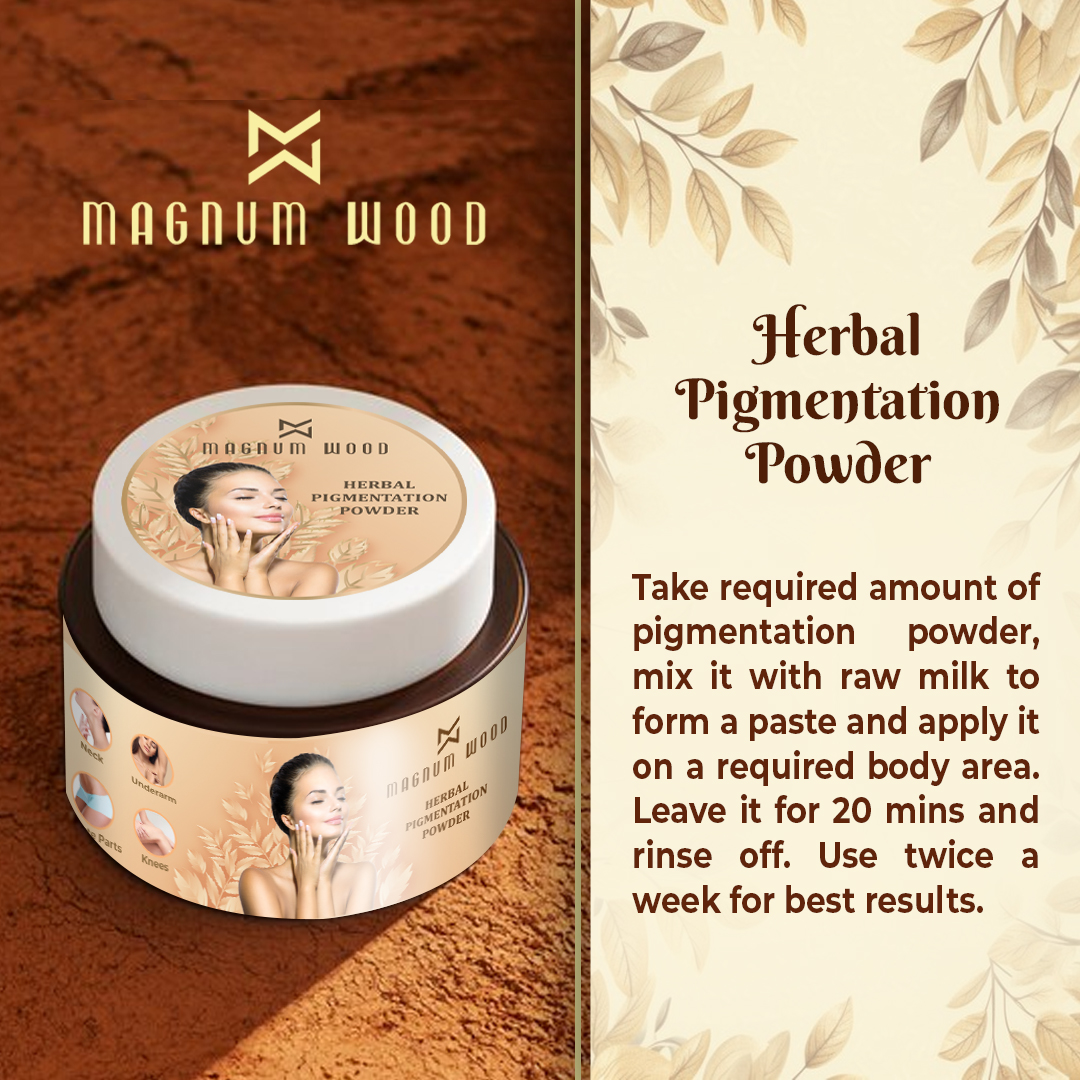 MAGNUM WOOD
MAGNUM WOOD
HERBAL
PIGMENTATION
POWDER
Neck
Underarm
Parts
Knees
MAGNUM WOOD
HERBAL
PIGMENTATION
POWDER
Herbal
Pigmentation
Powder
Take required amount of
pigmentation powder,
mix it with raw milk to
form a paste and apply it
on a required body area.
Leave it for 20 mins and
rinse off. Use twice a
week for best results.